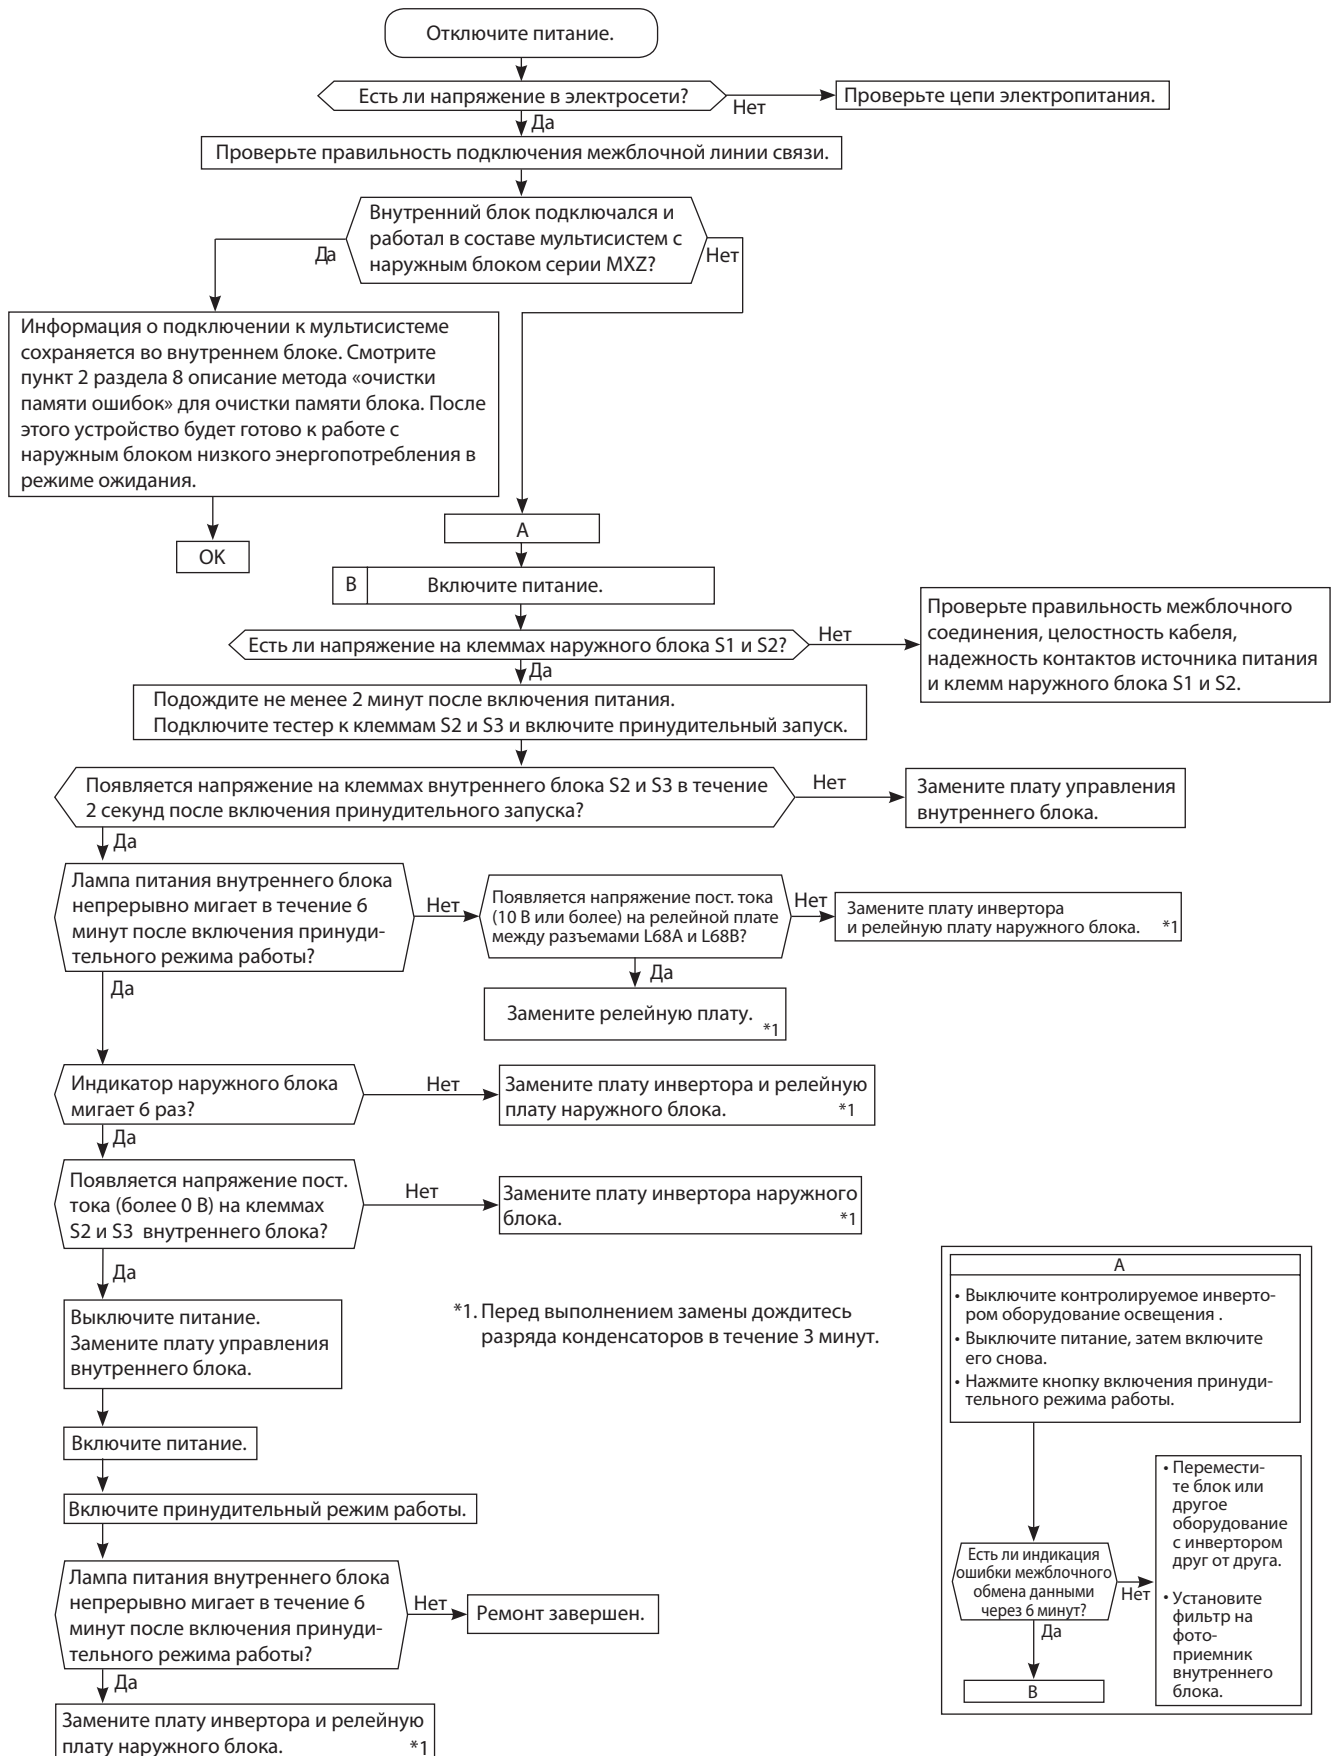 Отключите питание.
Есть ли напряжение в электросети?
Нет
Проверьте цепи электропитания.
Да
Проверьте правильность подключения межблочной линии связи.
Внутренний блок подключался и
работал в составе мультисистем с
наружным блоком серии MXZ?
Да
Нет
Информация о подключении к мультисистеме
сохраняется во внутреннем блоке. Смотрите
пункт 2 раздела 8 описание метода «очистки
памяти ошибок» для очистки памяти блока. После
этого устройство будет готово к работе с
наружным блоком низкого энергопотребления в
режиме ожидания.
OK
A
B
Включите питание.
Есть ли напряжение на клеммах наружного блока S1 и S2?
Нет
Проверьте правильность межблочного
соединения, целостность кабеля,
надежность контактов источника питания
и клемм наружного блока S1 и S2.
Да
Подождите не менее 2 минут после включения питания.
Подключите тестер к клеммам S2 и S3 и включите принудительный запуск.
Появляется напряжение на клеммах внутреннего блока S2 и S3 в течение
2 секунд после включения принудительного запуска?
Нет
Замените плату управления
внутреннего блока.
Да
Лампа питания внутреннего блока
непрерывно мигает в течение 6
минут после включения принуди-
тельного режима работы?
Нет
Появляется напряжение пост. тока
(10 В или более) на релейной плате
между разъемами L68A и L68B?
Нет
Замените плату инвертора
и релейную плату наружного блока. *1
Да
Замените релейную плату.
*1
Да
Индикатор наружного блока
мигает 6 раз?
Нет
Замените плату инвертора и релейную
плату наружного блока. *1
Да
Появляется напряжение пост.
тока (более 0 В) на клеммах
S2 и S3 внутреннего блока?
Нет
Замените плату инвертора наружного
блока. *1
Да
Выключите питание.
Замените плату управления
внутреннего блока.
*1. Перед выполнением замены дождитесь
разряда конденсаторов в течение 3 минут.
Включите питание.
Включите принудительный режим работы.
Лампа питания внутреннего блока
непрерывно мигает в течение 6
минут после включения принуди-
тельного режима работы?
Нет
Ремонт завершен.
Да
Замените плату инвертора и релейную
плату наружного блока. *1
A
• Выключите контролируемое инверто-
ром оборудование освещения .
• Выключите питание, затем включите
его снова.
• Нажмите кнопку включения принуди-
тельного режима работы.
Есть ли индикация
ошибки межблочного
обмена данными
через 6 минут?
Нет
• Перемести-
те блок или
другое
оборудование
с инвертором
друг от друга.
• Установите
фильтр на
фото-
приемник
внутреннего
блока.
Да
B